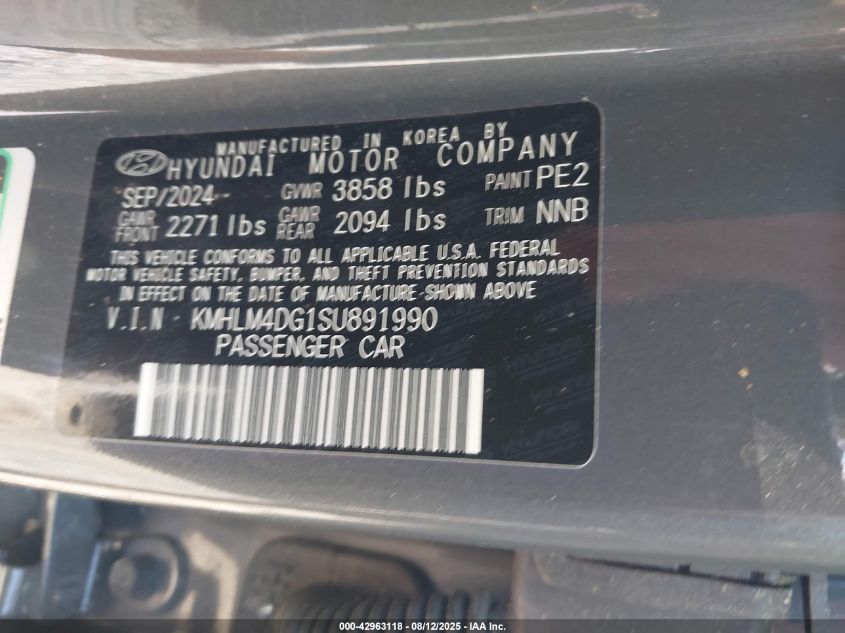 MANUFACTURED IN KOREA BY
HYUNDAI MOTOR COMPANY
SEP/2024 GVWR 3858 lbs PAINT PE2
GAWR FRONT 2271 lbs GAWR REAR 2094 lbs TRIM NNB
THIS VEHICLE CONFORMS TO ALL APPLICABLE U.S.A. FEDERAL
MOTOR VEHICLE SAFETY, BUMPER, AND THEFT PREVENTION STANDARDS
IN EFFECT ON THE DATE OF MANUFACTURE SHOWN ABOVE
V.I.N - KMHLM4DG1SU891990
PASSENGER CAR
000-42963118 - 08/12/2025 - IAA Inc.